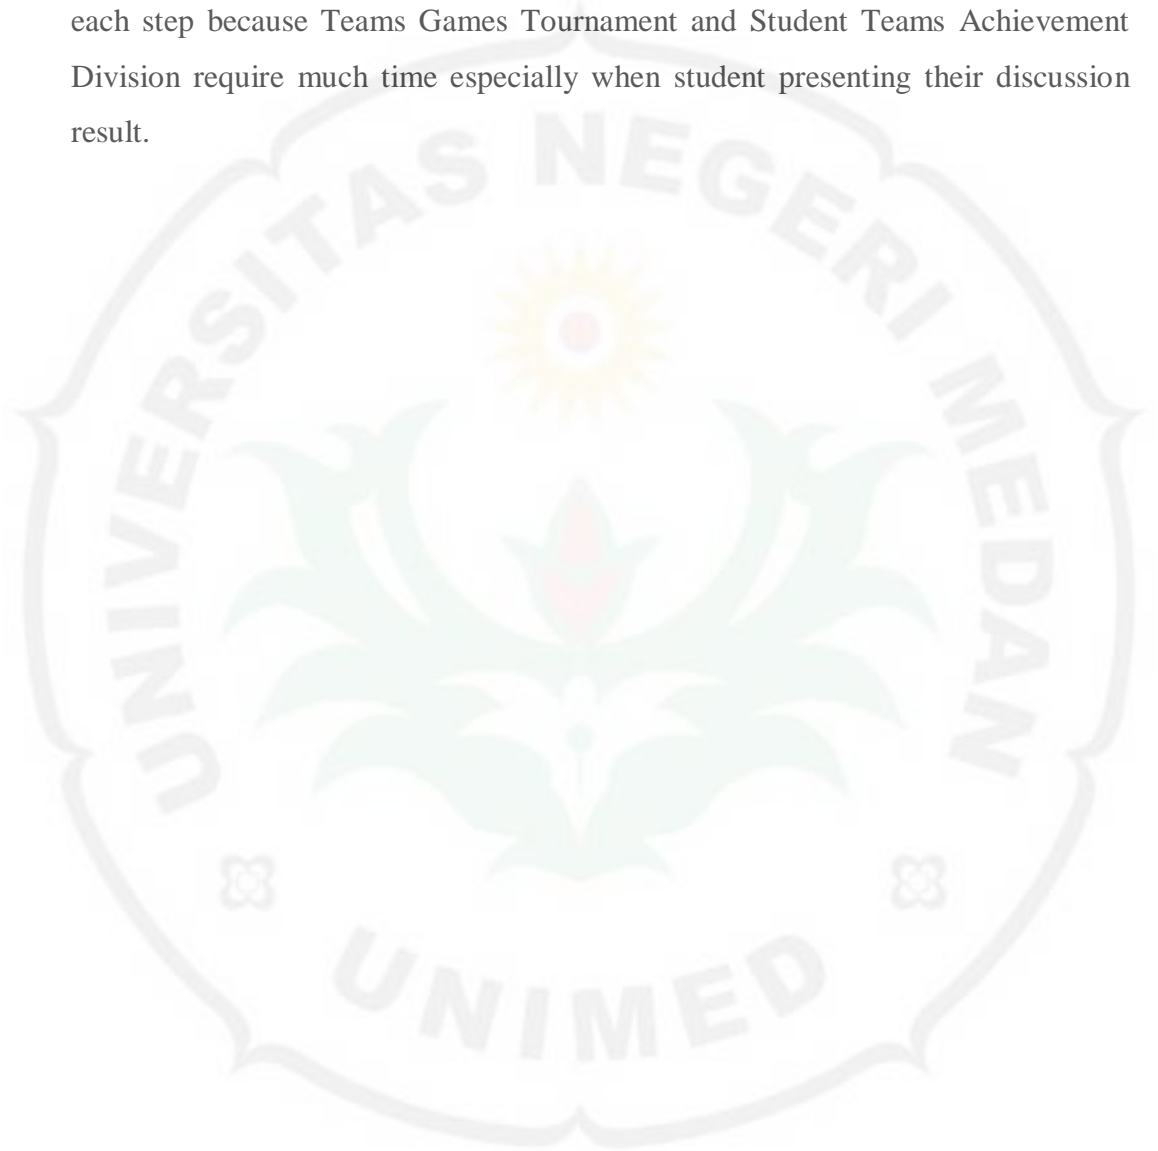 each step because Teams Games Tournament and Student Teams Achievement
Division require much time especially when student presenting their discussion
result.
UNIVERSITAS NEGERI MEDAN
UNIMED